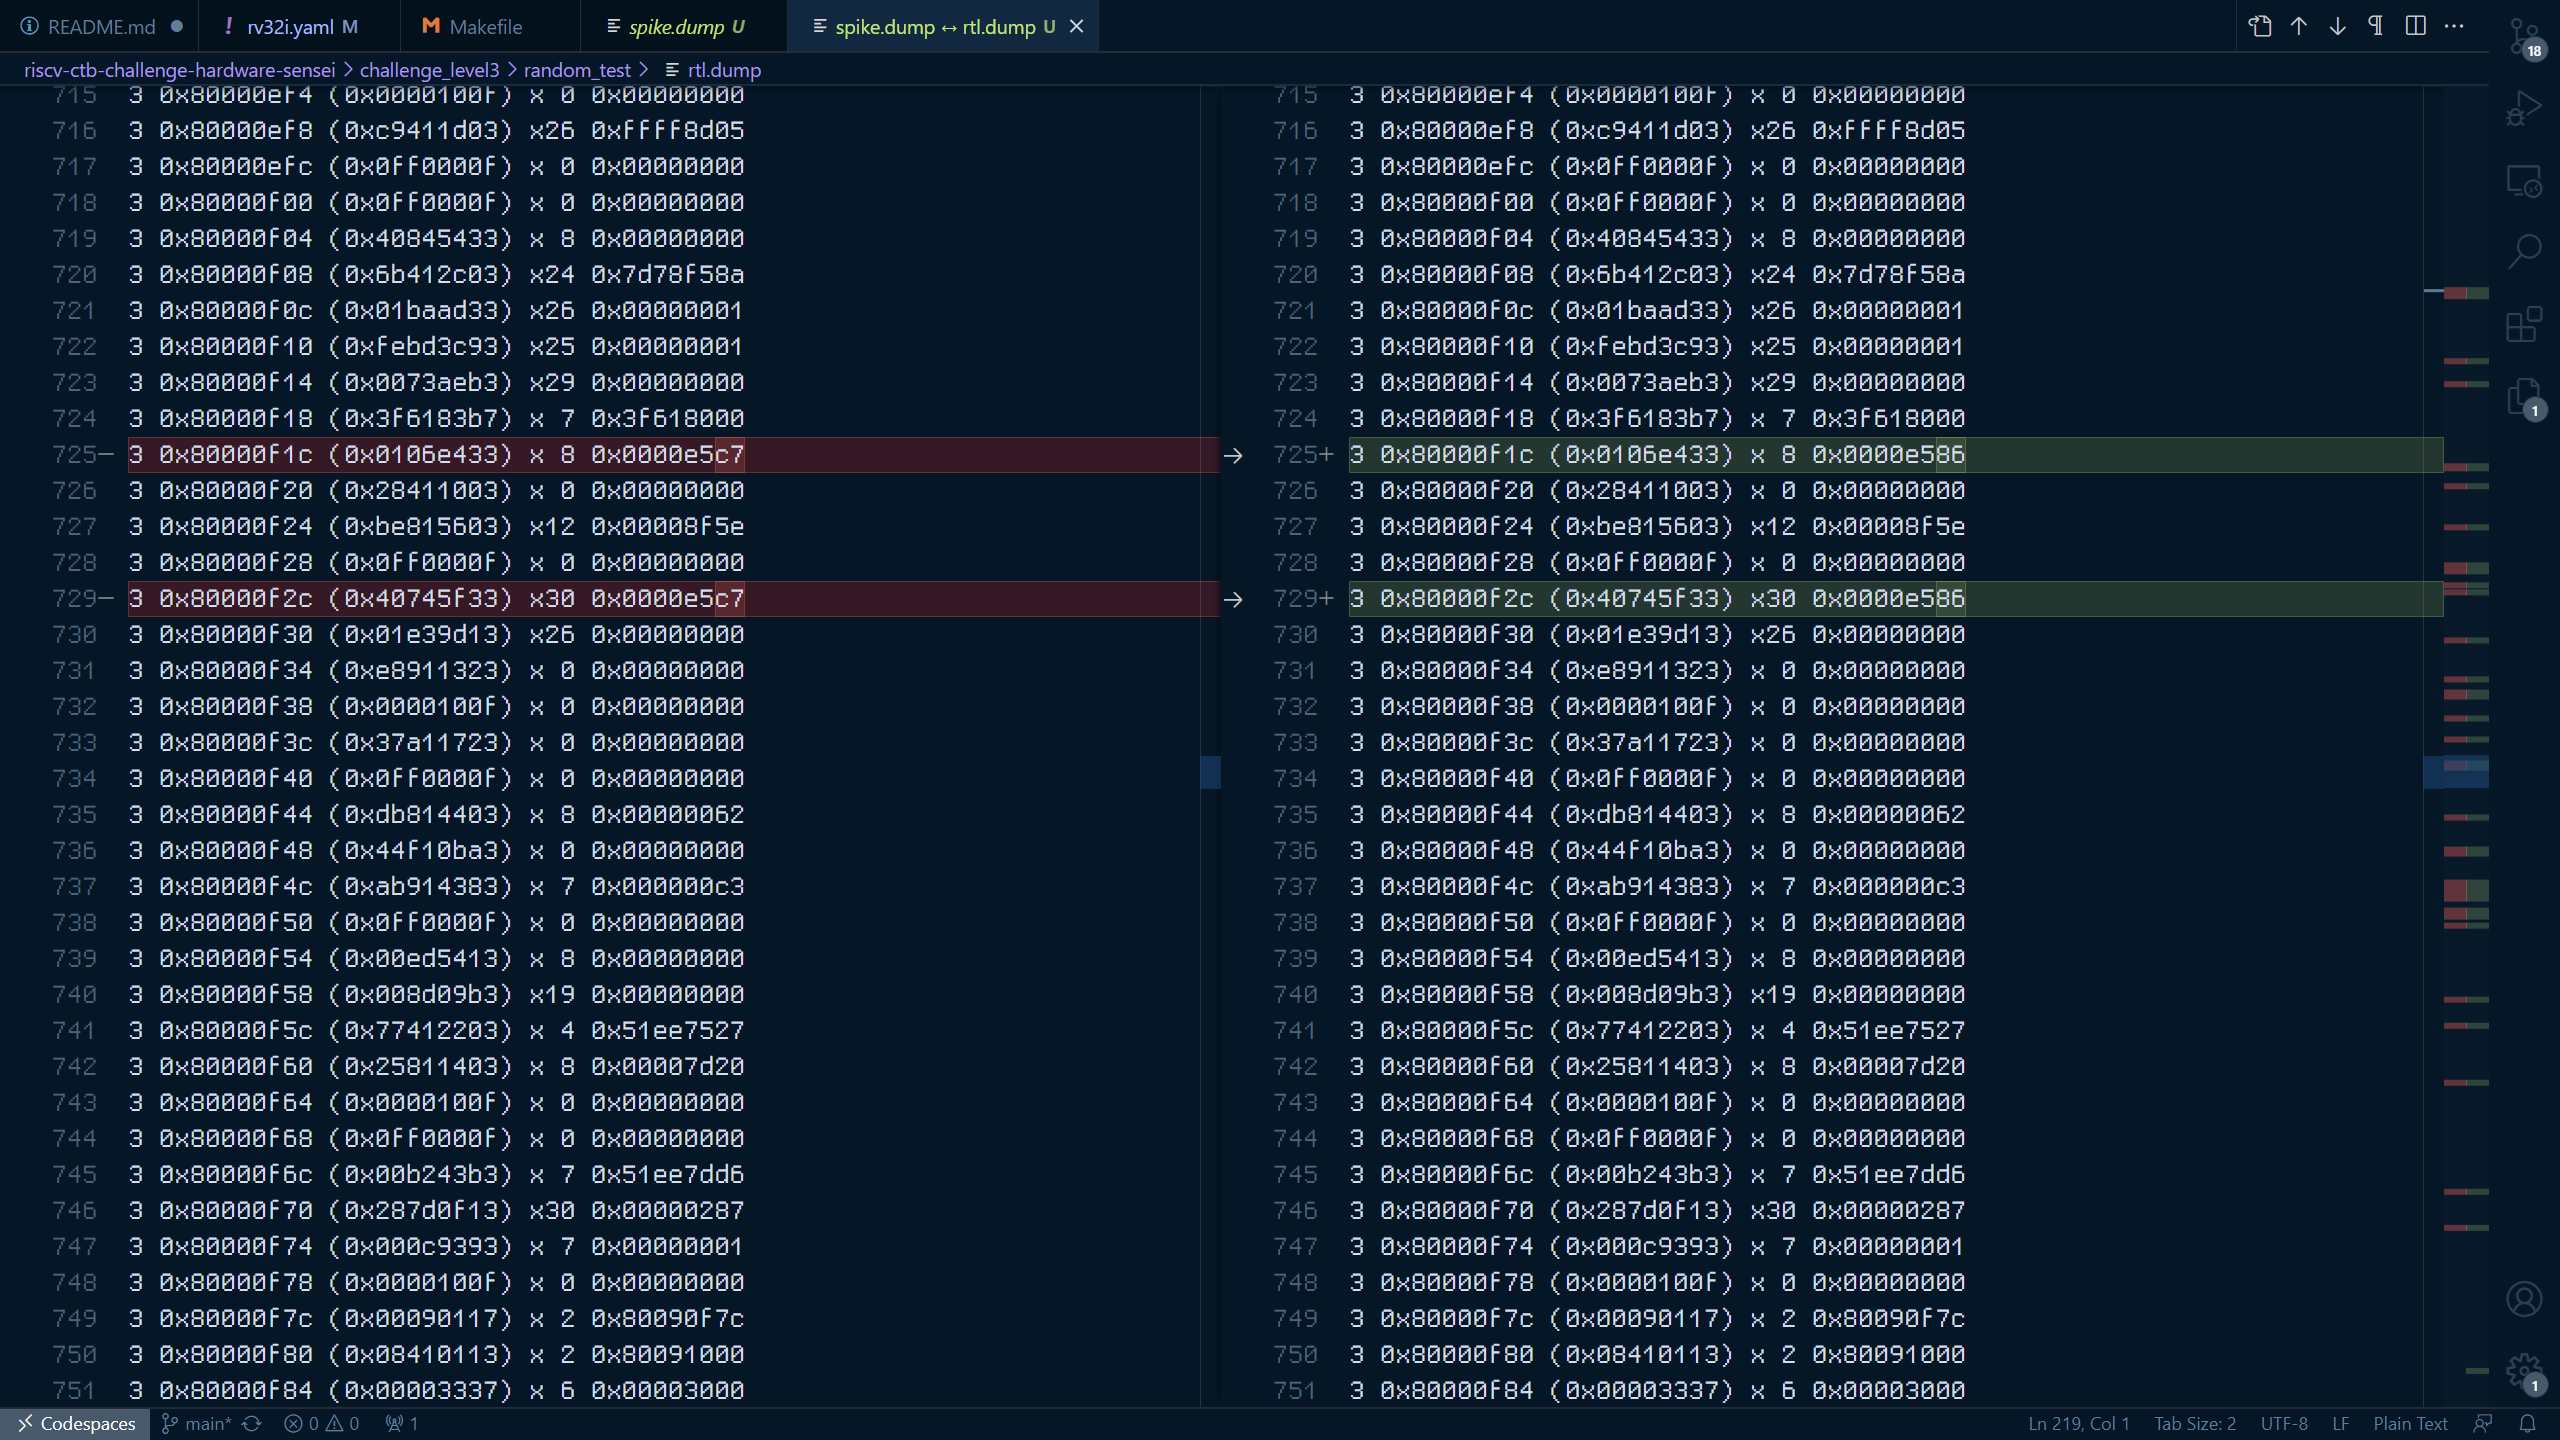 README.md
rv32i.yaml M
Makefile
spike.dump U
spike.dump ↔ rtl.dump U
riscv-ctb-challenge-hardware-sensei > challenge_level3 > random_test > rtl.dump
715 3 0x80000ef4 (0x0000100f) x 0 0x00000000 715 3 0x80000ef4 (0x0000100f) x 0 0x00000000
716 3 0x80000ef8 (0xc9411d03) x26 0xffff8d05 716 3 0x80000ef8 (0xc9411d03) x26 0xffff8d05
717 3 0x80000efc (0x0ff0000f) x 0 0x00000000 717 3 0x80000efc (0x0ff0000f) x 0 0x00000000
718 3 0x80000f00 (0x0ff0000f) x 0 0x00000000 718 3 0x80000f00 (0x0ff0000f) x 0 0x00000000
719 3 0x80000f04 (0x40845433) x 8 0x00000000 719 3 0x80000f04 (0x40845433) x 8 0x00000000
720 3 0x80000f08 (0x6b412c03) x24 0x7d78f58a 720 3 0x80000f08 (0x6b412c03) x24 0x7d78f58a
721 3 0x80000f0c (0x01baad33) x26 0x00000001 721 3 0x80000f0c (0x01baad33) x26 0x00000001
722 3 0x80000f10 (0xfebd3c93) x25 0x00000001 722 3 0x80000f10 (0xfebd3c93) x25 0x00000001
723 3 0x80000f14 (0x0073aeb3) x29 0x00000000 723 3 0x80000f14 (0x0073aeb3) x29 0x00000000
724 3 0x80000f18 (0x3f6183b7) x 7 0x3f618000 724 3 0x80000f18 (0x3f6183b7) x 7 0x3f618000
725− 3 0x80000f1c (0x0106e433) x 8 0x0000e5c7 → 725+ 3 0x80000f1c (0x0106e433) x 8 0x0000e586
726 3 0x80000f20 (0x28411003) x 0 0x00000000 726 3 0x80000f20 (0x28411003) x 0 0x00000000
727 3 0x80000f24 (0xbe815603) x12 0x00008f5e 727 3 0x80000f24 (0xbe815603) x12 0x00008f5e
728 3 0x80000f28 (0x0ff0000f) x 0 0x00000000 728 3 0x80000f28 (0x0ff0000f) x 0 0x00000000
729− 3 0x80000f2c (0x40745f33) x30 0x0000e5c7 → 729+ 3 0x80000f2c (0x40745f33) x30 0x0000e586
730 3 0x80000f30 (0x01e39d13) x26 0x00000000 730 3 0x80000f30 (0x01e39d13) x26 0x00000000
731 3 0x80000f34 (0xe8911323) x 0 0x00000000 731 3 0x80000f34 (0xe8911323) x 0 0x00000000
732 3 0x80000f38 (0x0000100f) x 0 0x00000000 732 3 0x80000f38 (0x0000100f) x 0 0x00000000
733 3 0x80000f3c (0x37a11723) x 0 0x00000000 733 3 0x80000f3c (0x37a11723) x 0 0x00000000
734 3 0x80000f40 (0x0ff0000f) x 0 0x00000000 734 3 0x80000f40 (0x0ff0000f) x 0 0x00000000
735 3 0x80000f44 (0xdb814403) x 8 0x00000062 735 3 0x80000f44 (0xdb814403) x 8 0x00000062
736 3 0x80000f48 (0x44f10ba3) x 0 0x00000000 736 3 0x80000f48 (0x44f10ba3) x 0 0x00000000
737 3 0x80000f4c (0xab914383) x 7 0x000000c3 737 3 0x80000f4c (0xab914383) x 7 0x000000c3
738 3 0x80000f50 (0x0ff0000f) x 0 0x00000000 738 3 0x80000f50 (0x0ff0000f) x 0 0x00000000
739 3 0x80000f54 (0x00ed5413) x 8 0x00000000 739 3 0x80000f54 (0x00ed5413) x 8 0x00000000
740 3 0x80000f58 (0x008d09b3) x19 0x00000000 740 3 0x80000f58 (0x008d09b3) x19 0x00000000
741 3 0x80000f5c (0x77412203) x 4 0x51ee7527 741 3 0x80000f5c (0x77412203) x 4 0x51ee7527
742 3 0x80000f60 (0x25811403) x 8 0x00007d20 742 3 0x80000f60 (0x25811403) x 8 0x00007d20
743 3 0x80000f64 (0x0000100f) x 0 0x00000000 743 3 0x80000f64 (0x0000100f) x 0 0x00000000
744 3 0x80000f68 (0x0ff0000f) x 0 0x00000000 744 3 0x80000f68 (0x0ff0000f) x 0 0x00000000
745 3 0x80000f6c (0x00b243b3) x 7 0x51ee7dd6 745 3 0x80000f6c (0x00b243b3) x 7 0x51ee7dd6
746 3 0x80000f70 (0x287d0f13) x30 0x00000287 746 3 0x80000f70 (0x287d0f13) x30 0x00000287
747 3 0x80000f74 (0x000c9393) x 7 0x00000001 747 3 0x80000f74 (0x000c9393) x 7 0x00000001
748 3 0x80000f78 (0x0000100f) x 0 0x00000000 748 3 0x80000f78 (0x0000100f) x 0 0x00000000
749 3 0x80000f7c (0x00090117) x 2 0x80090f7c 749 3 0x80000f7c (0x00090117) x 2 0x80090f7c
750 3 0x80000f80 (0x08410113) x 2 0x80091000 750 3 0x80000f80 (0x08410113) x 2 0x80091000
751 3 0x80000f84 (0x00003337) x 6 0x00003000 751 3 0x80000f84 (0x00003337) x 6 0x00003000
18
1
1
Codespaces main* 0 0 1 Ln 219, Col 1 Tab Size: 2 UTF-8 LF Plain Text